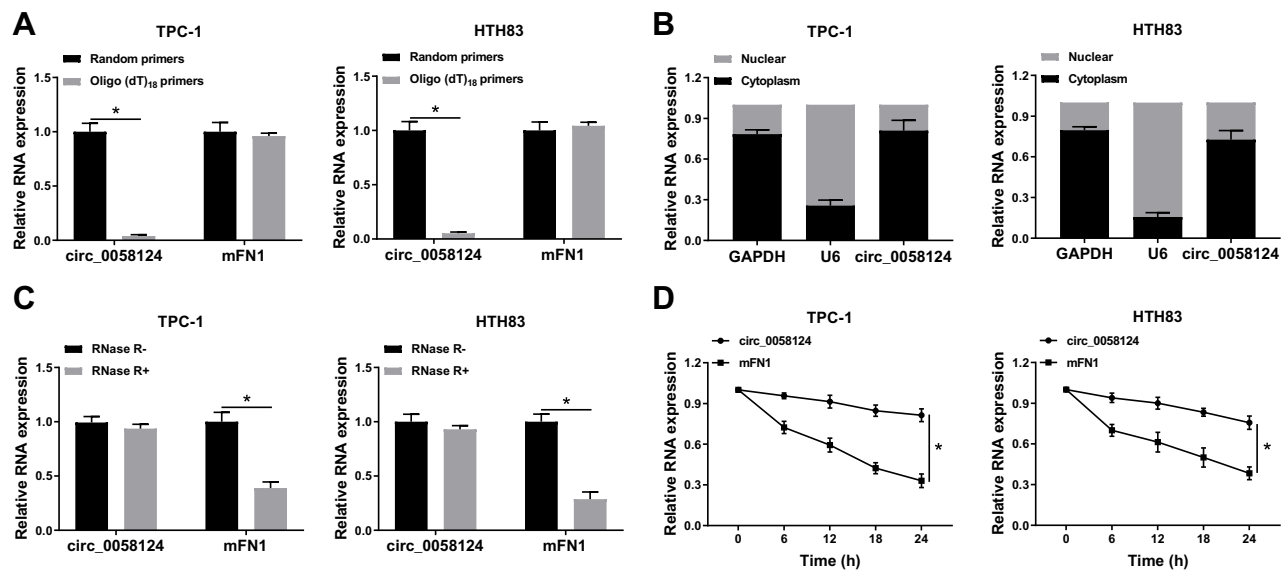 A
TPC-1
Random primers
Oligo (dT)18 primers
Relative RNA expression
1.5
1.0
0.5
0.0
*
circ_0058124
mFN1
HTH83
Random primers
Oligo (dT)18 primers
Relative RNA expression
1.5
1.0
0.5
0.0
*
circ_0058124
mFN1
B
TPC-1
Nuclear
Cytoplasm
Relative RNA expression
1.2
0.9
0.6
0.3
0.0
GAPDH
U6
circ_0058124
HTH83
Nuclear
Cytoplasm
Relative RNA expression
1.2
0.9
0.6
0.3
0.0
GAPDH
U6
circ_0058124
C
TPC-1
RNase R-
RNase R+
Relative RNA expression
1.5
1.0
0.5
0.0
*
circ_0058124
mFN1
HTH83
RNase R-
RNase R+
Relative RNA expression
1.5
1.0
0.5
0.0
*
circ_0058124
mFN1
D
TPC-1
circ_0058124
mFN1
Relative RNA expression
1.2
0.9
0.6
0.3
0.0
*
0 6 12 18 24
Time (h)
HTH83
circ_0058124
mFN1
Relative RNA expression
1.2
0.9
0.6
0.3
0.0
*
0 6 12 18 24
Time (h)